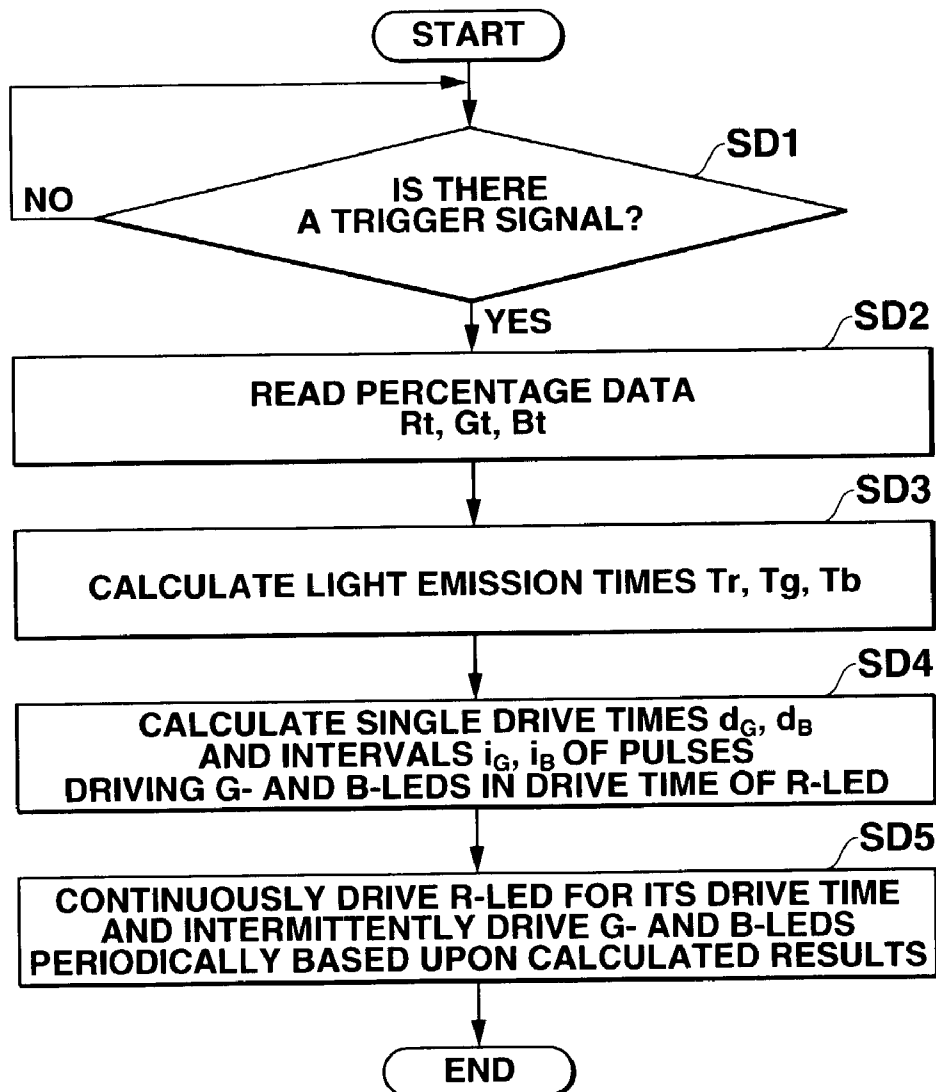 START
SD1
IS THERE
A TRIGGER SIGNAL?
NO
YES
SD2
READ PERCENTAGE DATA
Rt, Gt, Bt
SD3
CALCULATE LIGHT EMISSION TIMES Tr, Tg, Tb
SD4
CALCULATE SINGLE DRIVE TIMES dG, dB
AND INTERVALS iG, iB OF PULSES
DRIVING G- AND B-LEDS IN DRIVE TIME OF R-LED
SD5
CONTINUOUSLY DRIVE R-LED FOR ITS DRIVE TIME
AND INTERMITTENTLY DRIVE G- AND B-LEDS
PERIODICALLY BASED UPON CALCULATED RESULTS
END